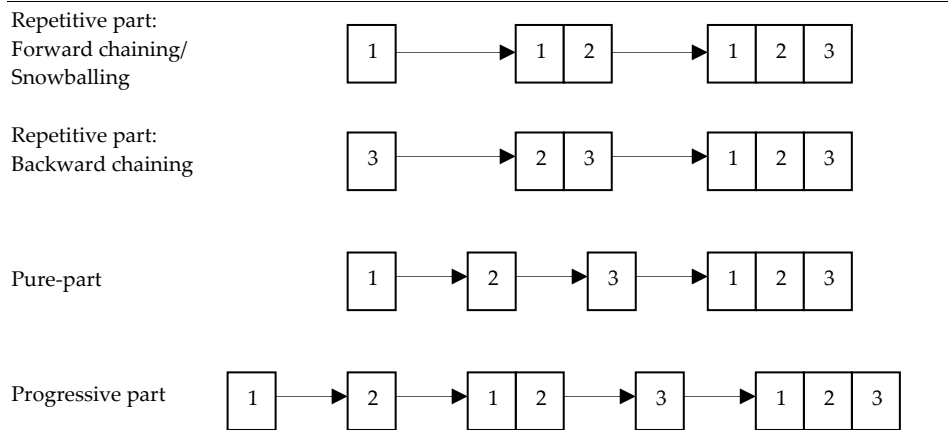 Repetitive part:
Forward chaining/
Snowballing
1 1 2 1 2 3
Repetitive part:
Backward chaining
3 2 3 1 2 3
Pure-part
1 2 3 1 2 3
Progressive part
1 2 1 2 3 1 2 3